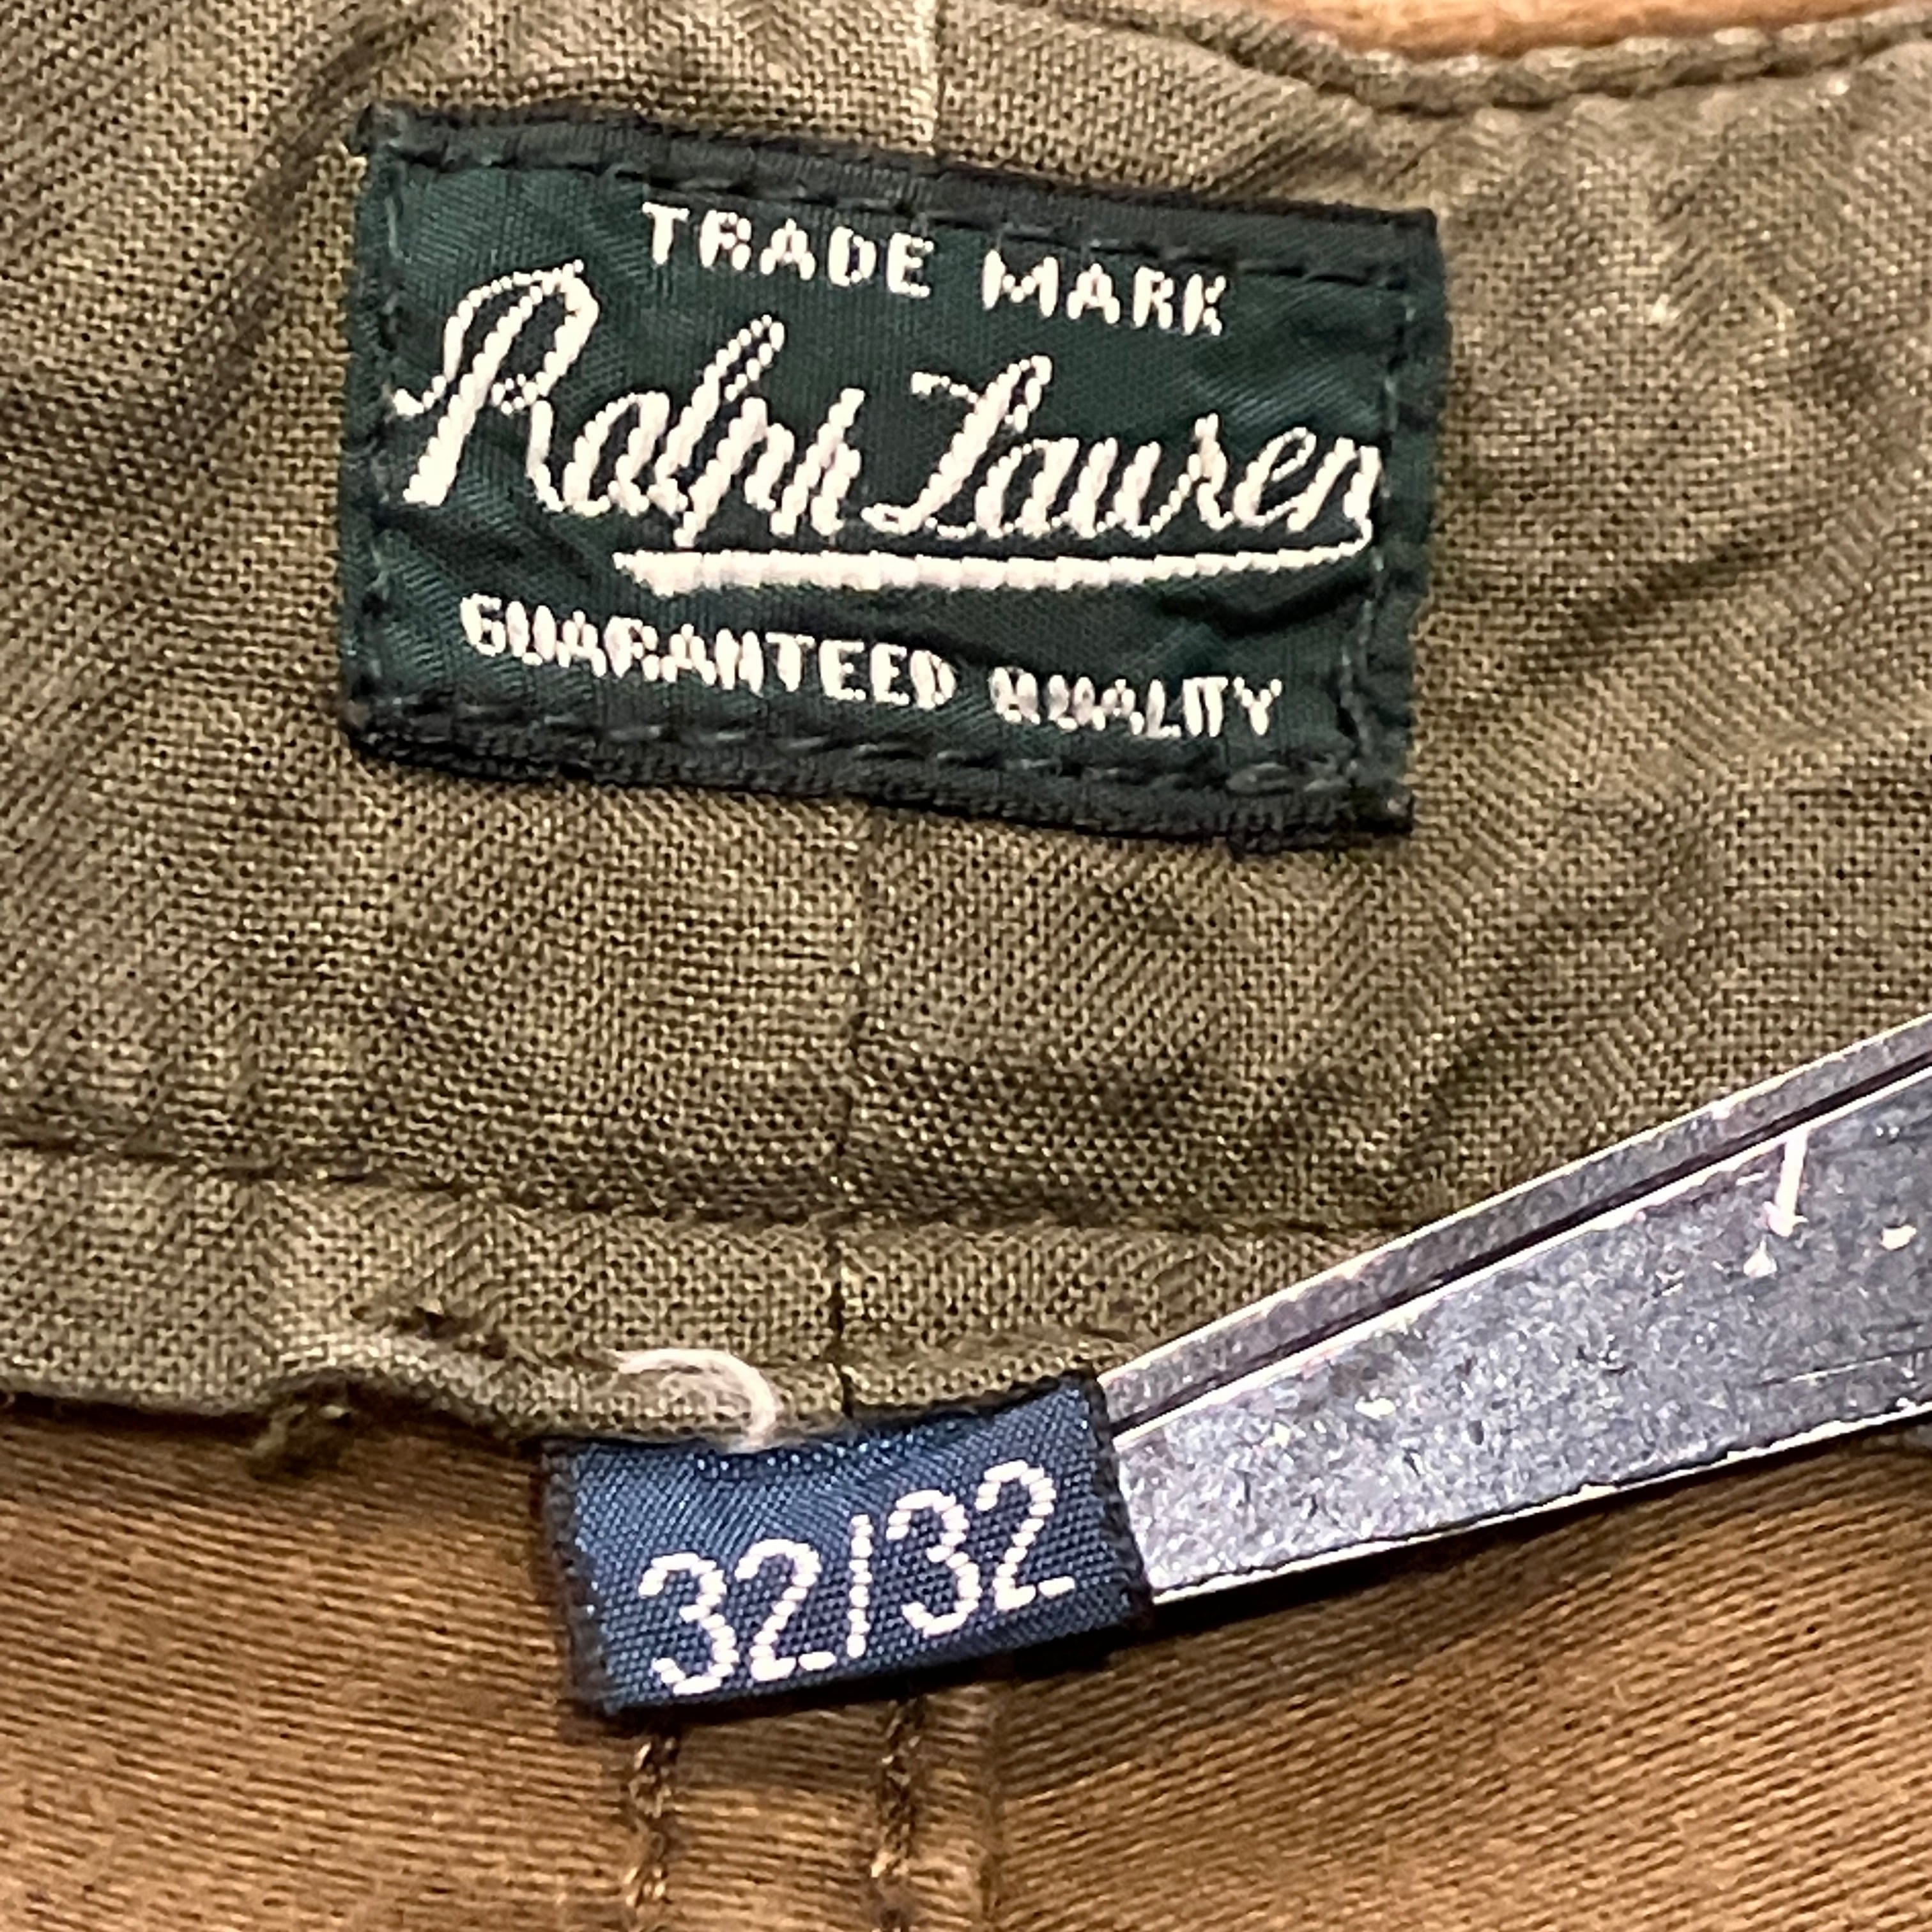 TRADE MARK
Ralph Lauren
GUARANTEED QUALITY
32/32